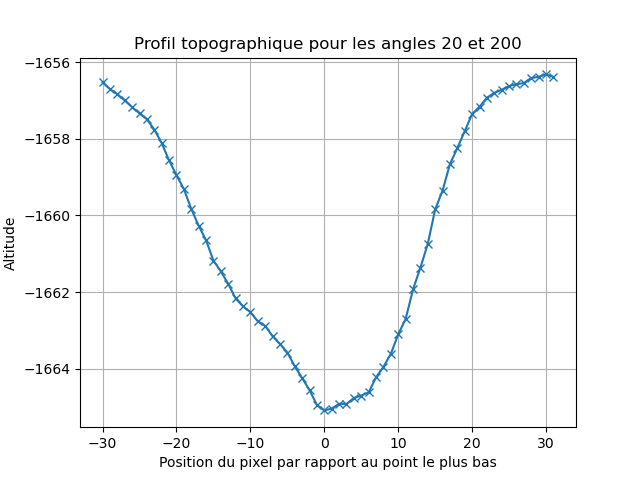 Profil topographique pour les angles 20 et 200
Altitude
−1656
−1658
−1660
−1662
−1664
−30 −20 −10 0 10 20 30
Position du pixel par rapport au point le plus bas